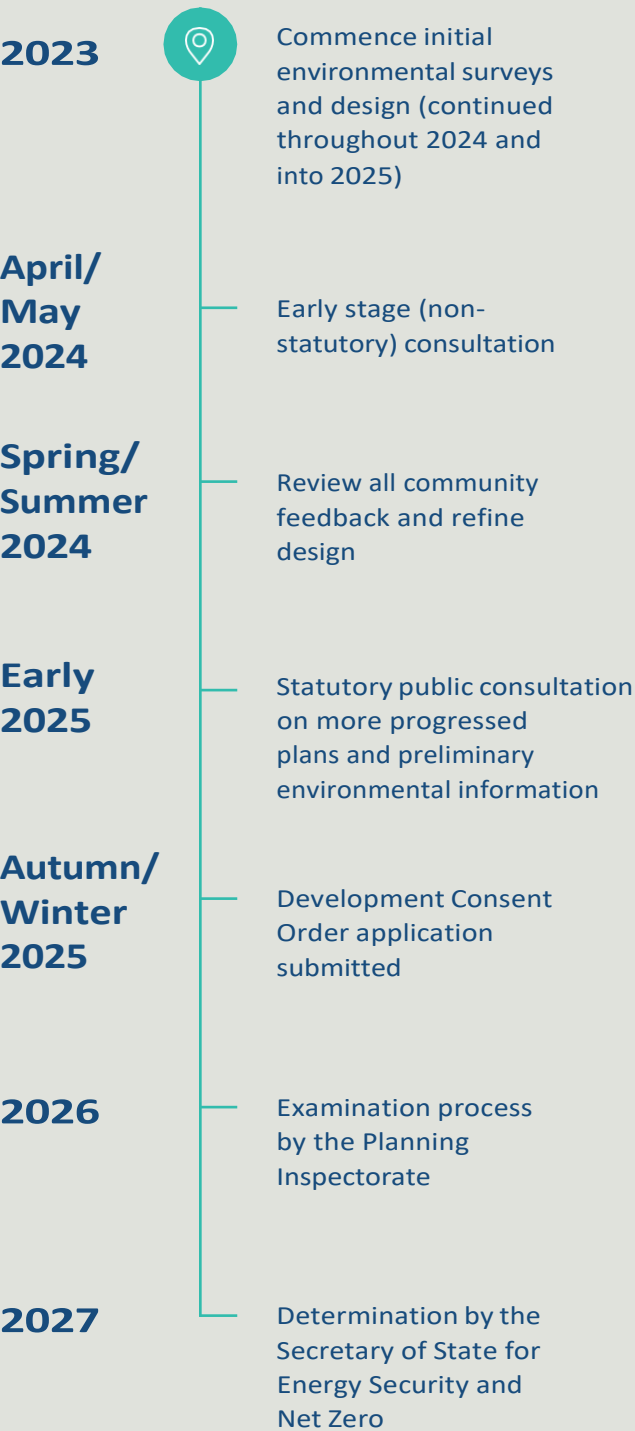 2023
Commence initial
environmental surveys
and design (continued
throughout 2024 and
into 2025)
April/
May
2024
Early stage (non-
statutory) consultation
Spring/
Summer
2024
Review all community
feedback and refine
design
Early
2025
Statutory public consultation
on more progressed
plans and preliminary
environmental information
Autumn/
Winter
2025
Development Consent
Order application
submitted
2026
Examination process
by the Planning
Inspectorate
2027
Determination by the
Secretary of State for
Energy Security and
Net Zero